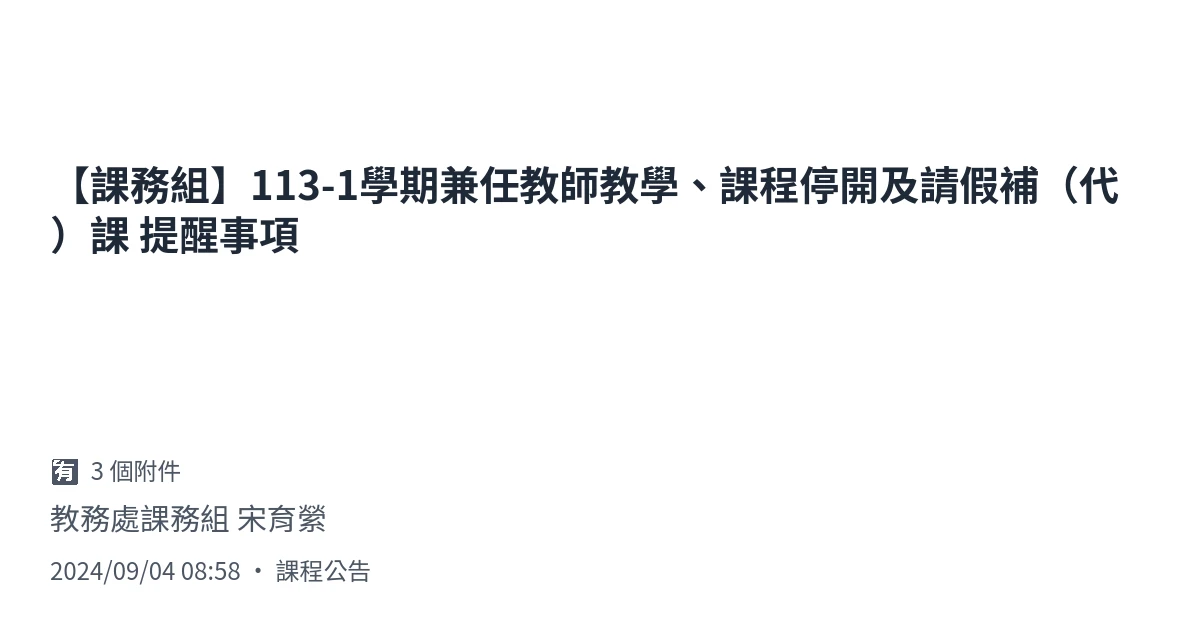 【課務組】113-1學期兼任教師教學、課程停開及請假補（代
）課 提醒事項
🈶 3 個附件
教務處課務組 宋育縈
2024/09/04 08:58 ・ 課程公告